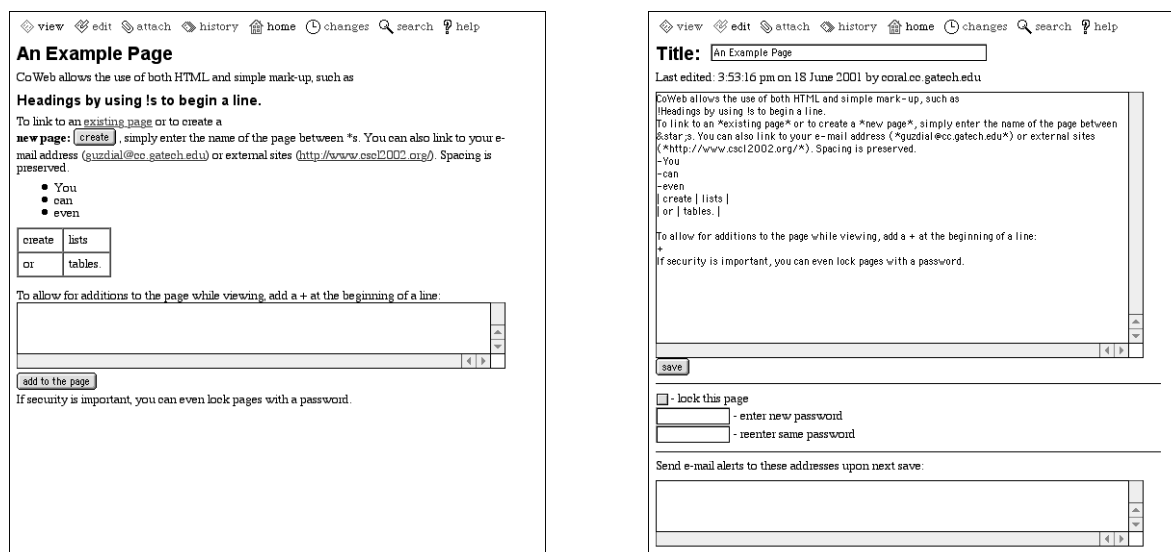 view edit attach history home changes search help
An Example Page
CoWeb allows the use of both HTML and simple mark-up, such as
Headings by using !s to begin a line.
To link to an existing page or to create a
new page: create , simply enter the name of the page between *s. You can also link to your e-
mail address (guzdial@cc.gatech.edu) or external sites (http://www.cscl2002.org/). Spacing is
preserved.
You
can
even
create lists
or tables.
To allow for additions to the page while viewing, add a + at the beginning of a line:
add to the page
If security is important, you can even lock pages with a password.
view edit attach history home changes search help
Title: An Example Page
Last edited: 3:53:16 pm on 18 June 2001 by coral.cc.gatech.edu
CoWeb allows the use of both HTML and simple mark-up, such as
!Headings by using !s to begin a line.
To link to an *existing page* or to create a *new page*, simply enter the name of the page between
&star;s. You can also link to your e-mail address (*guzdial@cc.gatech.edu*) or external sites
(*http://www.cscl2002.org/*). Spacing is preserved.
-You
-can
-even
| create | lists |
| or | tables. |
To allow for additions to the page while viewing, add a + at the beginning of a line:
+
If security is important, you can even lock pages with a password.
save
- lock this page
- enter new password
- reenter same password
Send e-mail alerts to these addresses upon next save: